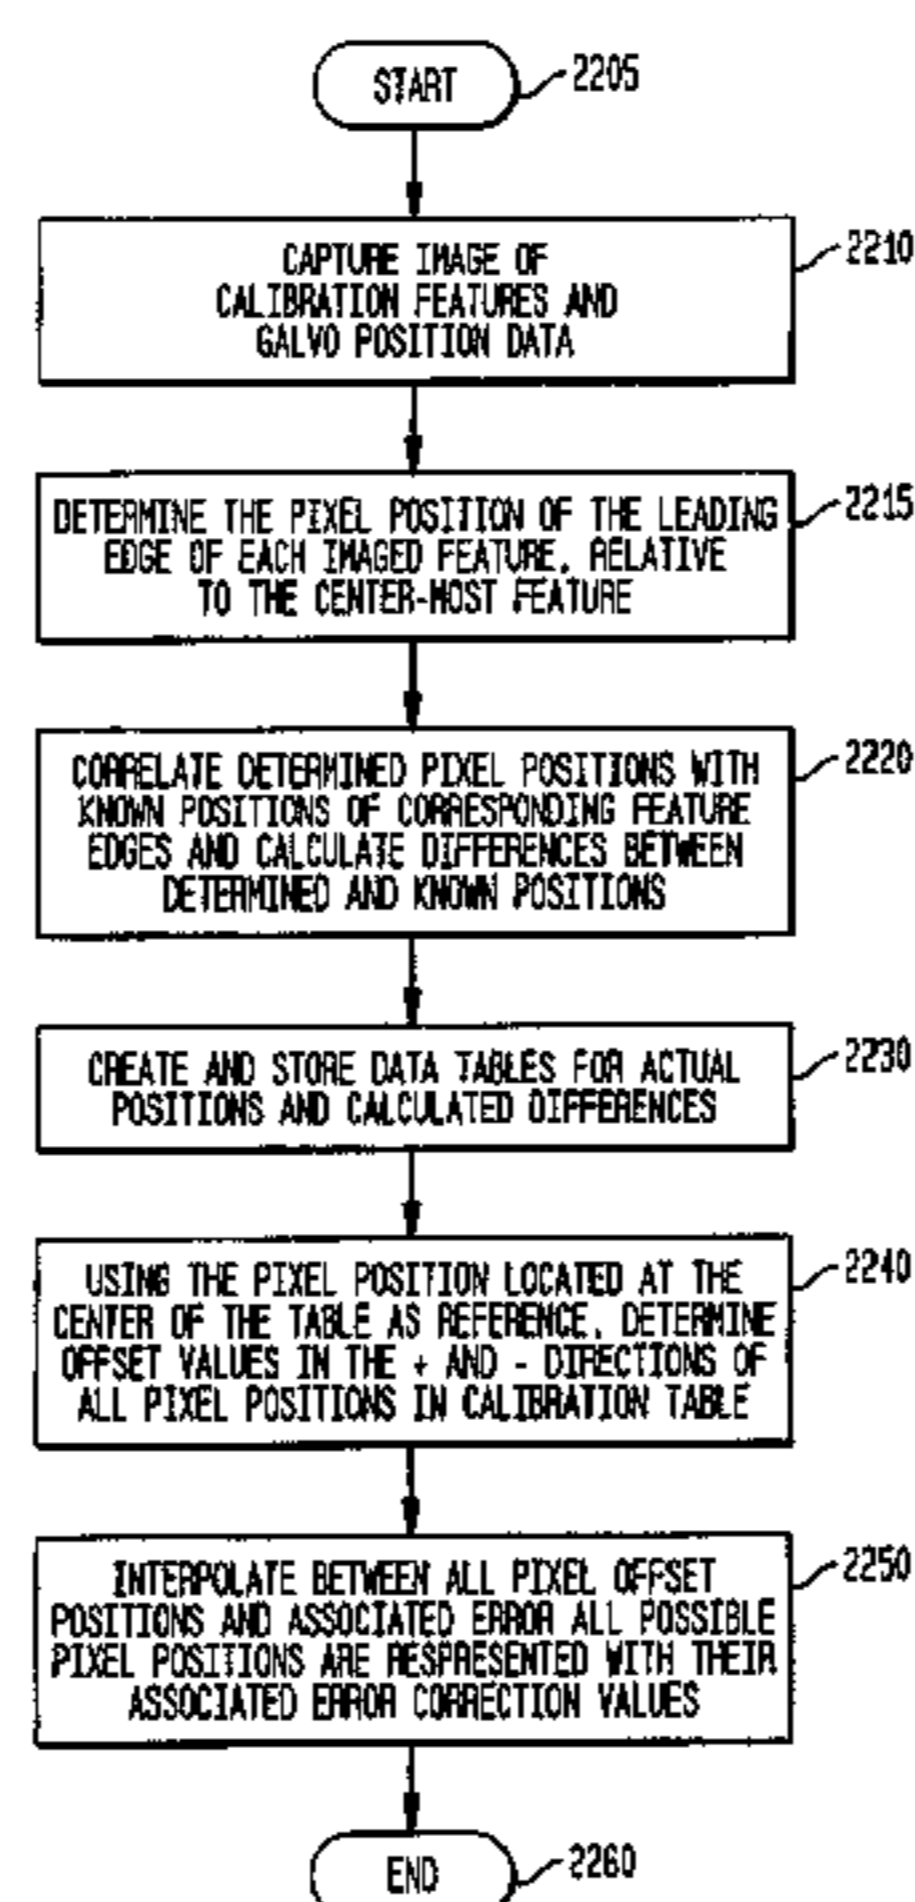 START
2205
CAPTURE IMAGE OF
CALIBRATION FEATURES AND
GALVO POSITION DATA
2210
DETERMINE THE PIXEL POSITION OF THE LEADING
EDGE OF EACH IMAGED FEATURE, RELATIVE
TO THE CENTER-MOST FEATURE
2215
CORRELATE DETERMINED PIXEL POSITIONS WITH
KNOWN POSITIONS OF CORRESPONDING FEATURE
EDGES AND CALCULATE DIFFERENCES BETWEEN
DETERMINED AND KNOWN POSITIONS
2220
CREATE AND STORE DATA TABLES FOR ACTUAL
POSITIONS AND CALCULATED DIFFERENCES
2230
USING THE PIXEL POSITION LOCATED AT THE
CENTER OF THE TABLE AS REFERENCE, DETERMINE
OFFSET VALUES IN THE + AND - DIRECTIONS OF
ALL PIXEL POSITIONS IN CALIBRATION TABLE
2240
INTERPOLATE BETWEEN ALL PIXEL OFFSET
POSITIONS AND ASSOCIATED ERROR ALL POSSIBLE
PIXEL POSITIONS ARE RESPRESENTED WITH THEIR
ASSOCIATED ERROR CORRECTION VALUES
2250
END
2260